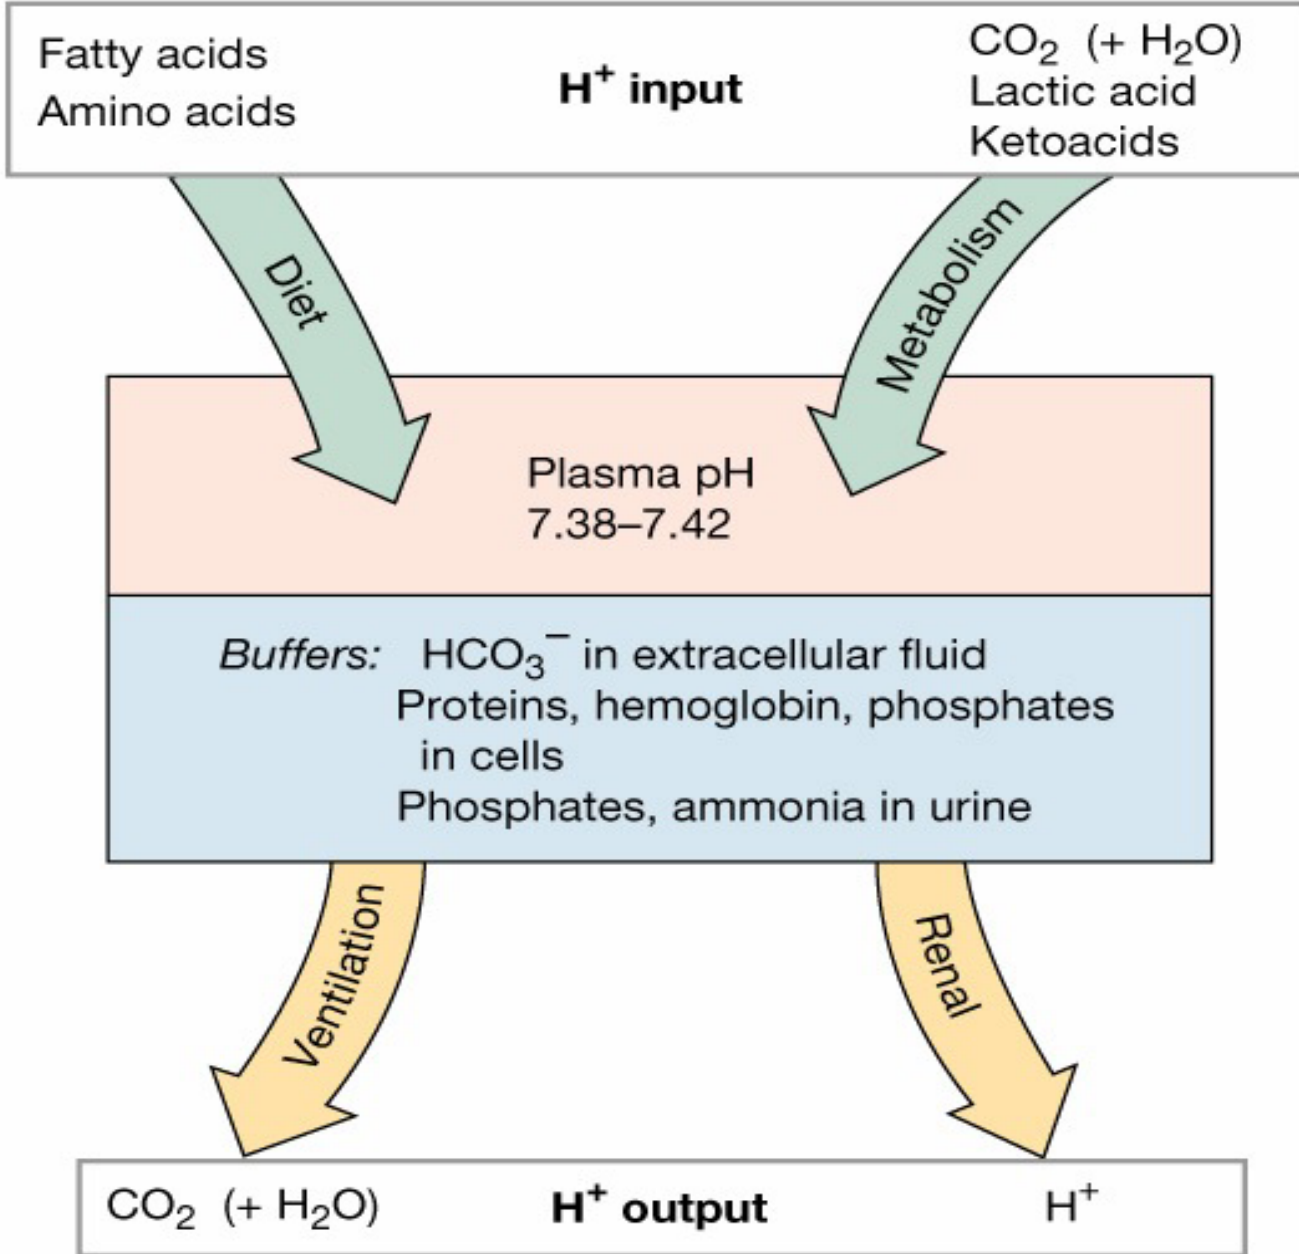 Fatty acids
Amino acids
H⁺ input
CO₂ (+ H₂O)
Lactic acid
Ketoacids
Diet
Metabolism
Plasma pH
7.38–7.42
Buffers: HCO₃⁻ in extracellular fluid
Proteins, hemoglobin, phosphates
in cells
Phosphates, ammonia in urine
Ventilation
Renal
CO₂ (+ H₂O)
H⁺ output
H⁺